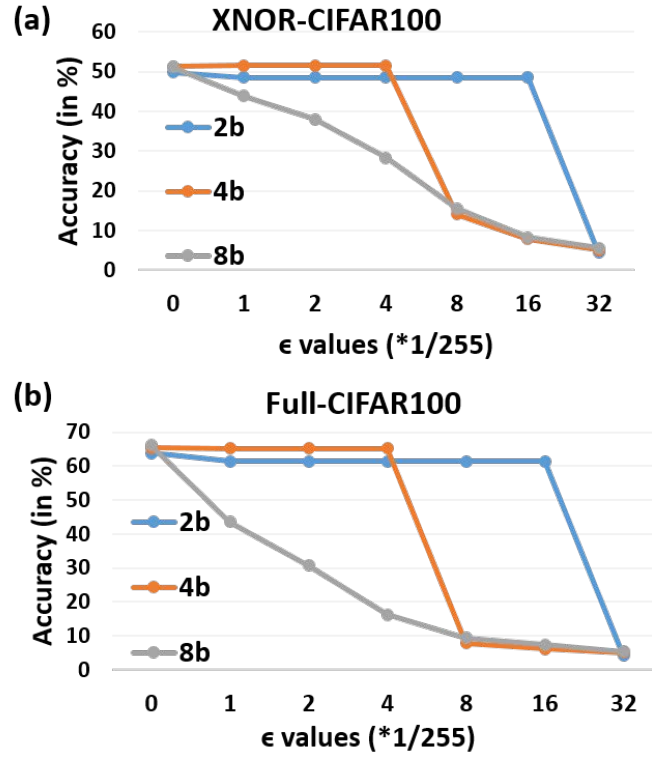 (a)
XNOR-CIFAR100
Accuracy (in %)
60
50
40
30
20
10
0
2b
4b
8b
0 1 2 4 8 16 32
ϵ values (*1/255)
(b)
Full-CIFAR100
Accuracy (in %)
70
60
50
40
30
20
10
0
2b
4b
8b
0 1 2 4 8 16 32
ϵ values (*1/255)